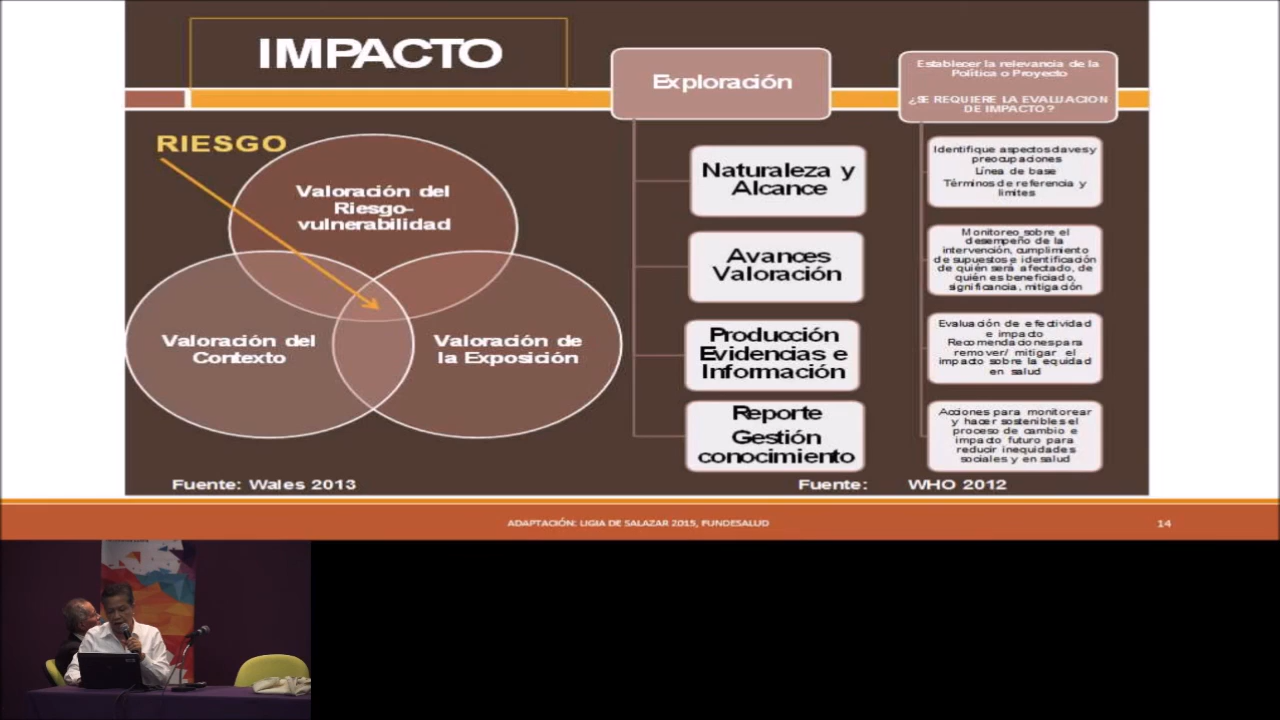 IMPACTO
RIESGO
Valoración del
Riesgo-
vulnerabilidad
Valoración del
Contexto
Valoración de
la Exposición
Fuente: Wales 2013
Exploración
Naturaleza y
Alcance
Avances
Valoración
Producción
Evidencias e
Información
Reporte
Gestión
conocimiento
Establecer la relevancia de la
Política o Proyecto
¿SE REQUIERE LA EVALUACION
DE IMPACTO?
Identifique aspectos claves y
preocupaciones
Línea de base
Términos de referencia y
limites
Monitoreo sobre el
desempeño de la
intervención, cumplimiento
de supuestos e identificación
de quién será afectado, de
quién es beneficiado,
significancia, mitigación
Evaluación de efectividad
e impacto
Recomendaciones para
remover/ mitigar el
impacto sobre la equidad
en salud
Acciones para monitorear
y hacer sostenibles el
proceso de cambio e
impacto futuro para
reducir inequidades
sociales y en salud
Fuente: WHO 2012
ADAPTACIÓN: LIGIA DE SALAZAR 2015, FUNDESALUD
14